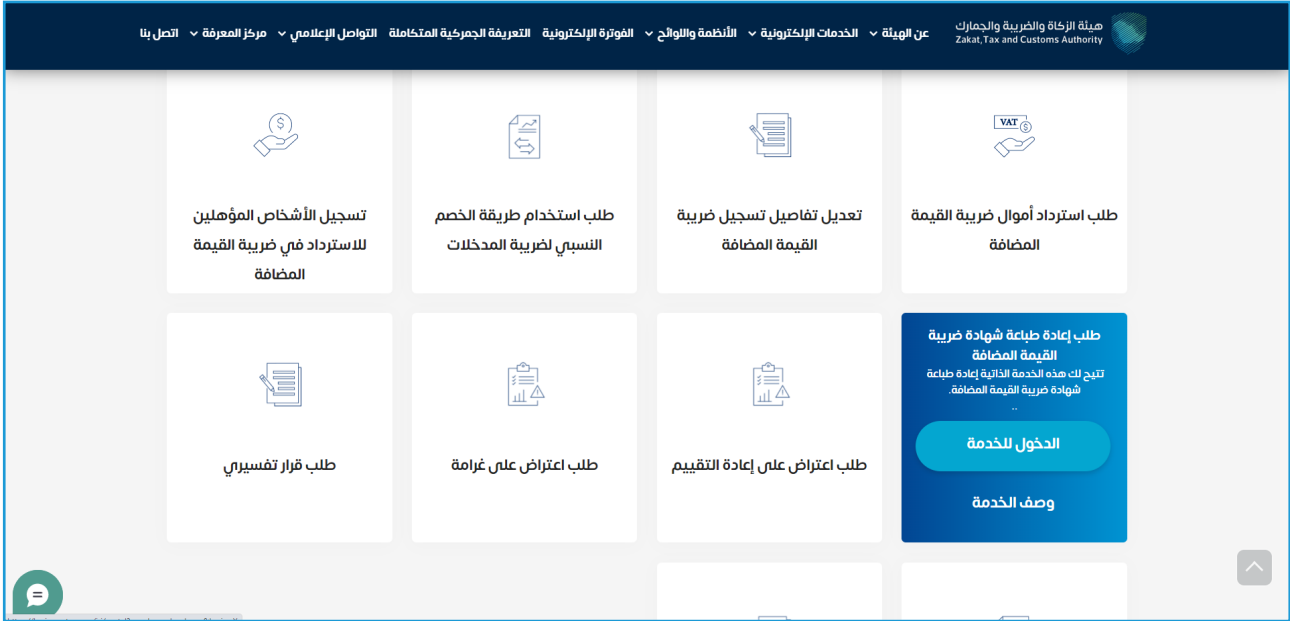 هيئة الزكاة والضريبة والجمارك
Zakat, Tax and Customs Authority
عن الهيئة الخدمات الإلكترونية الأنظمة واللوائح الفوترة الإلكترونية التعريفة الجمركية المتكاملة التواصل الإعلامي مركز المعرفة اتصل بنا
VAT
$
طلب استرداد أموال ضريبة القيمة
المضافة
تعديل تفاصيل تسجيل ضريبة
القيمة المضافة
طلب استخدام طريقة الخصم
النسبي لضريبة المدخلات
$
تسجيل الأشخاص المؤهلين
للاسترداد في ضريبة القيمة
المضافة
طلب إعادة طباعة شهادة ضريبة
القيمة المضافة
تتيح لك هذه الخدمة الذاتية إعادة طباعة
شهادة ضريبة القيمة المضافة.
..
الدخول للخدمة
وصف الخدمة
طلب اعتراض على إعادة التقييم
طلب اعتراض على غرامة
طلب قرار تفسيري